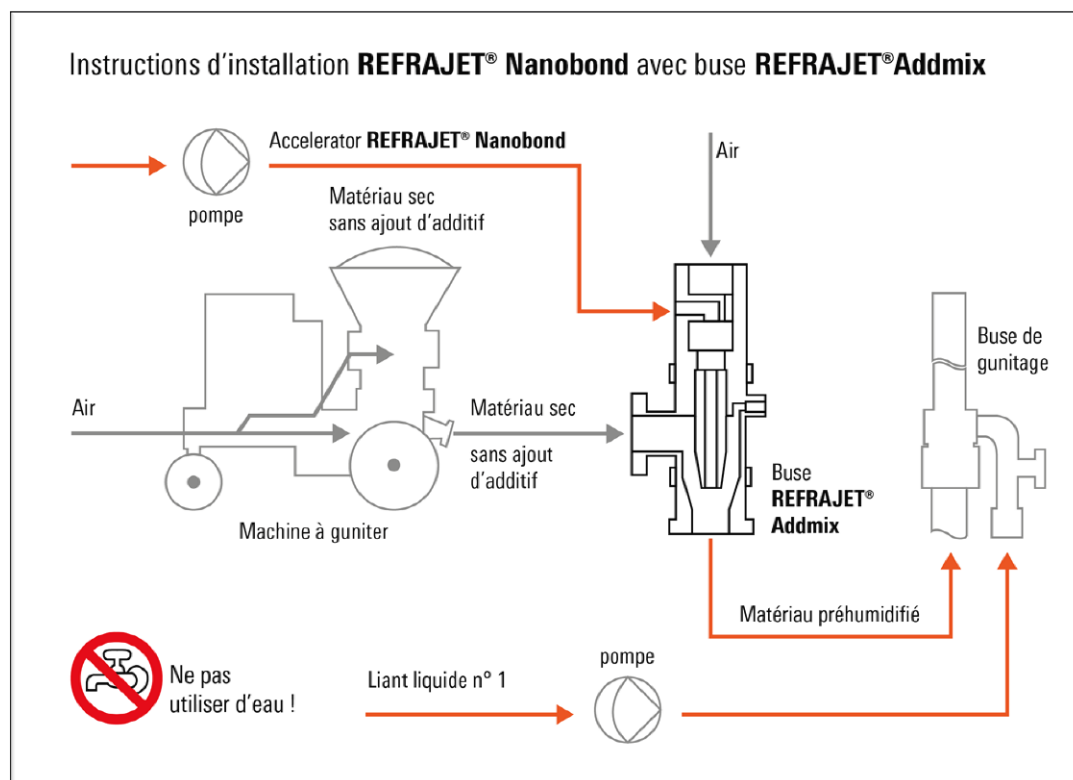 Instructions d'installation REFRAJET® Nanobond avec buse REFRAJET®Addmix
Accelerator REFRAJET® Nanobond
pompe
Matériau sec
sans ajout d'additif
Air
Air
Matériau sec
sans ajout
d'additif
Machine à guniter
Buse
REFRAJET®
Addmix
Buse de
gunitage
Matériau préhumidifié
Ne pas
utiliser d'eau !
Liant liquide n° 1
pompe